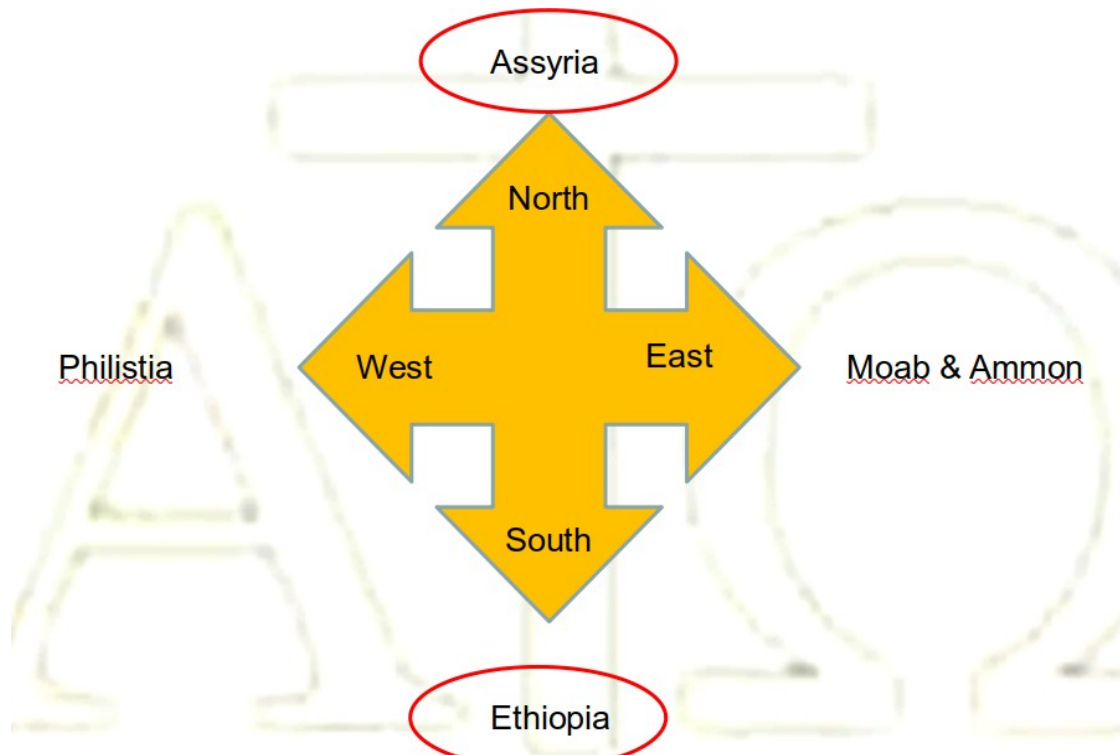 Assyria
North
Philistia
West
East
Moab & Ammon
South
Ethiopia